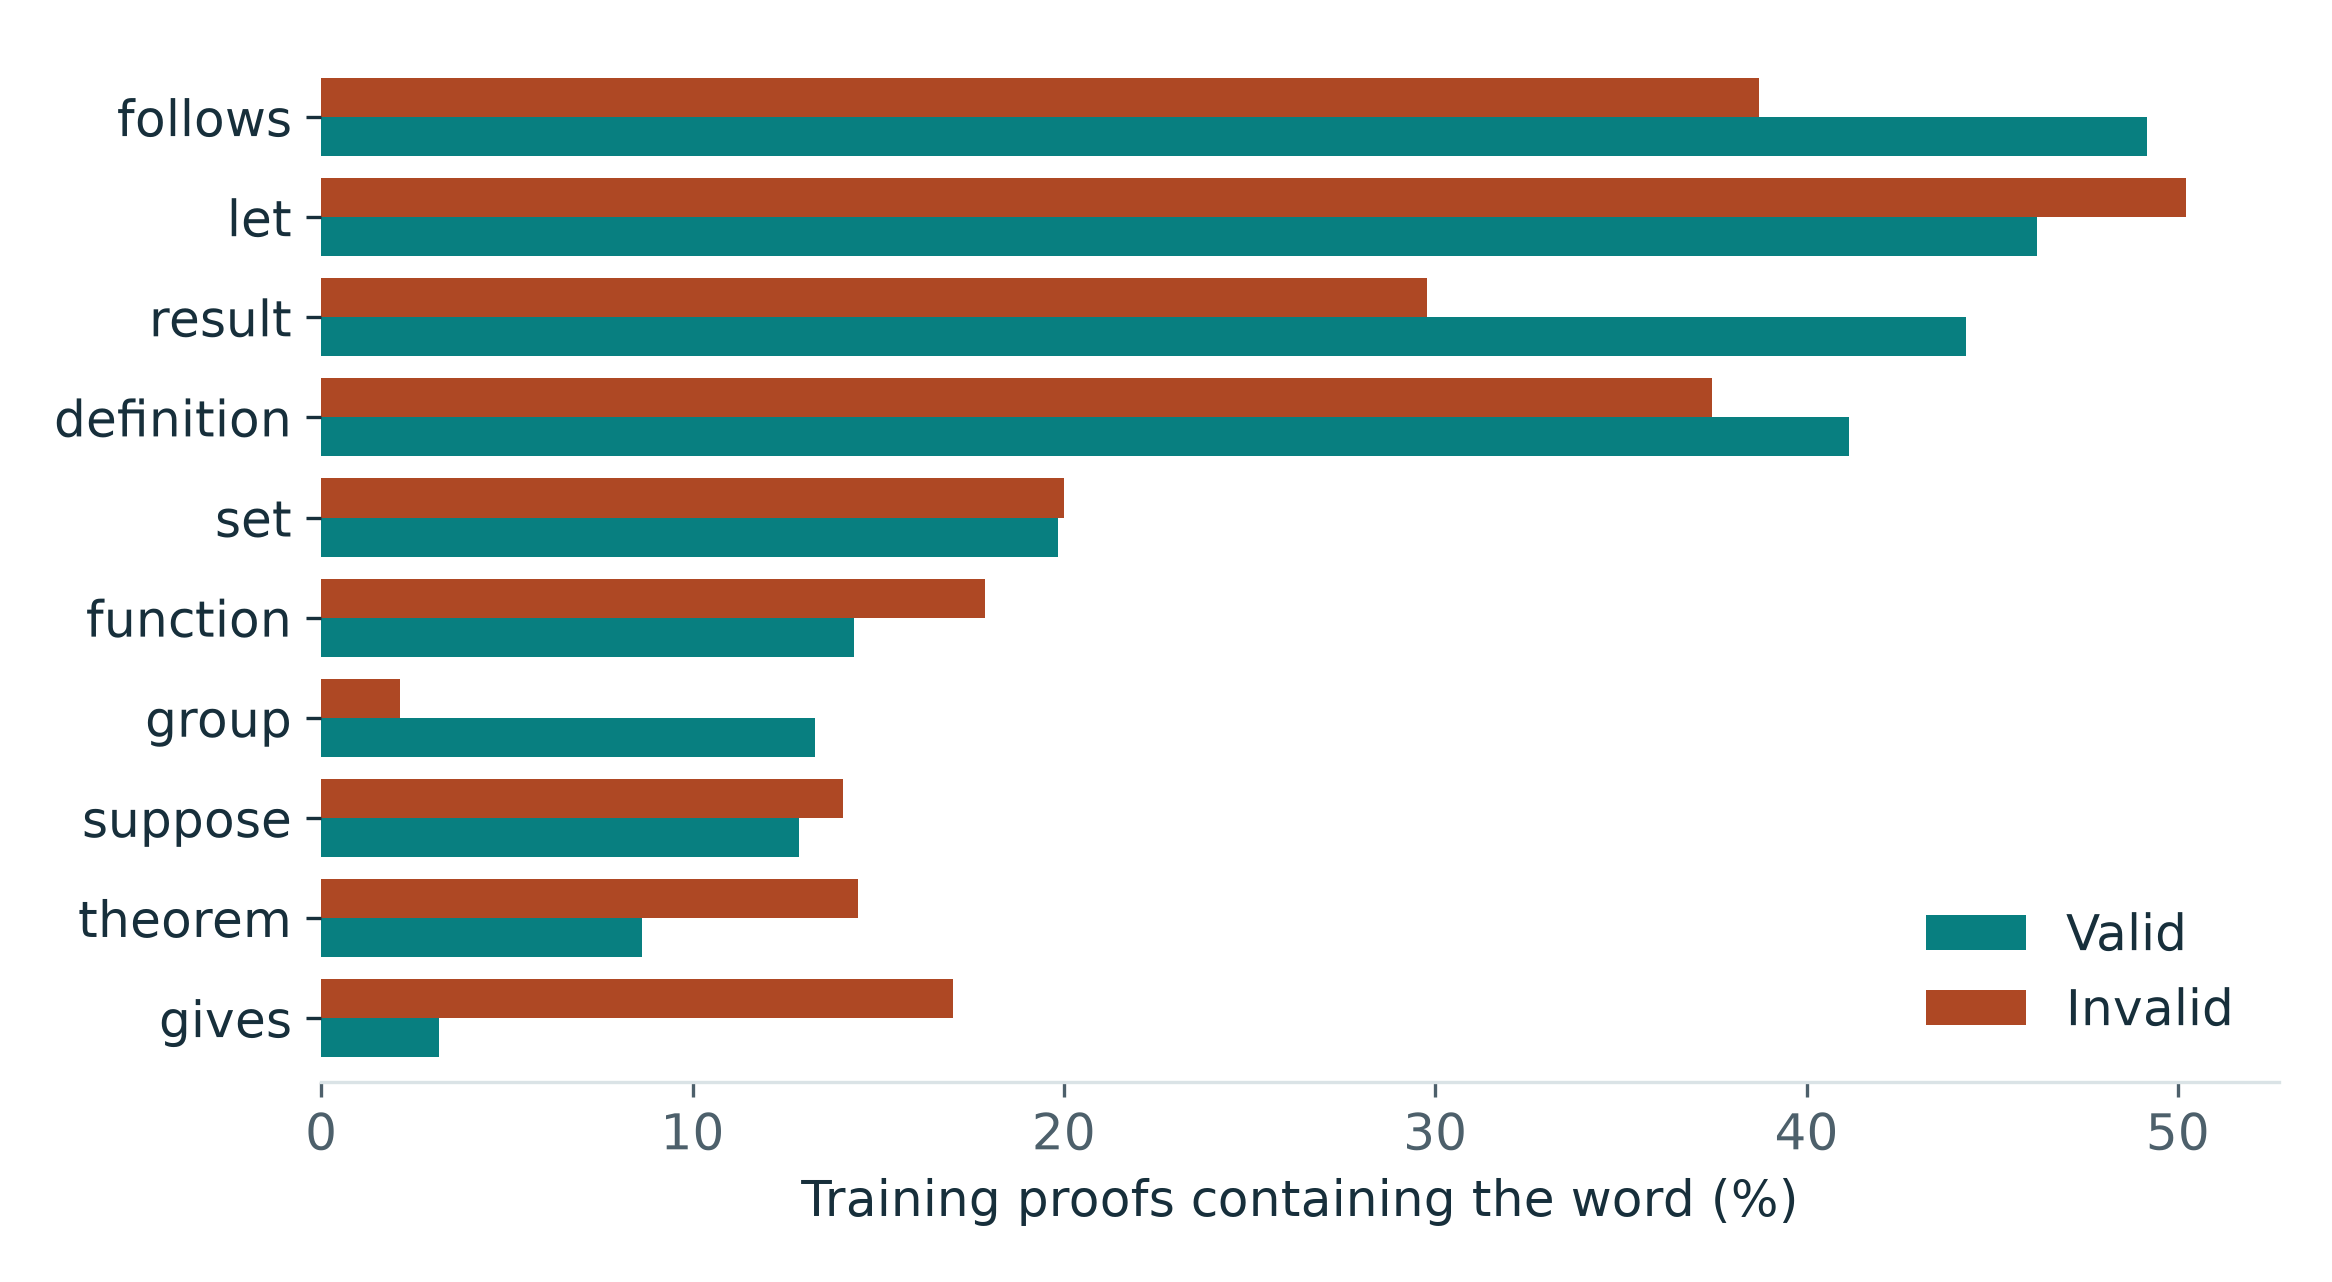 follows
let
result
definition
set
function
group
suppose
theorem
gives
Valid
Invalid
0 10 20 30 40 50
Training proofs containing the word (%)